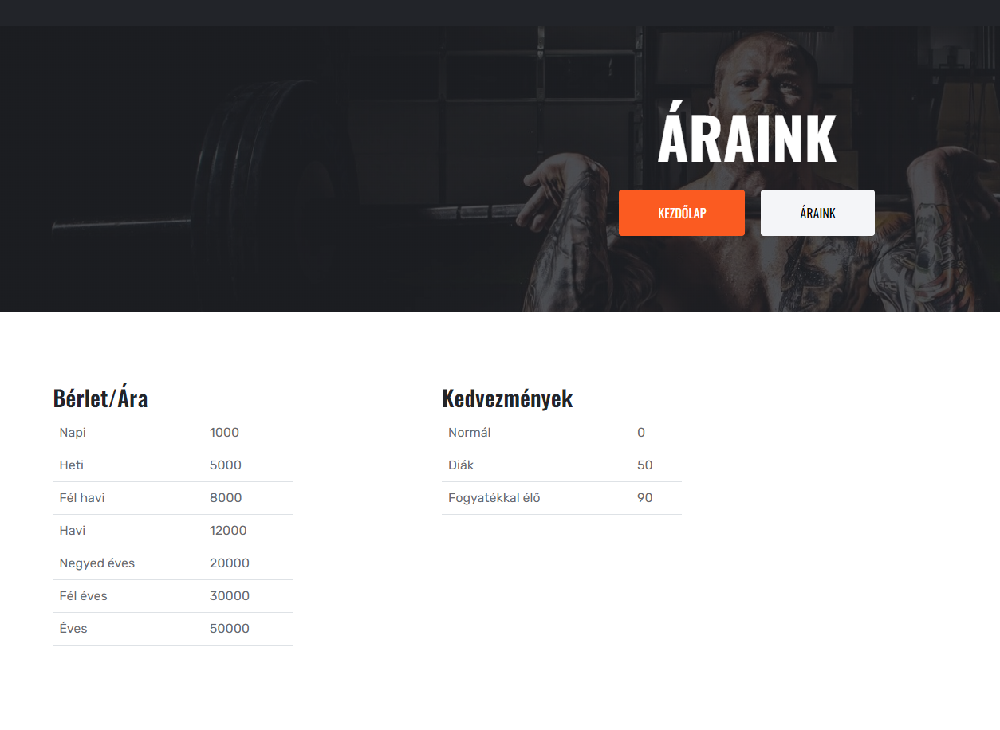 ÁRAINK
KEZDŐLAP
ÁRAINK
Bérlet/Ára
Napi 1000
Heti 5000
Fél havi 8000
Havi 12000
Negyed éves 20000
Fél éves 30000
Éves 50000
Kedvezmények
Normál 0
Diák 50
Fogyatékkal élő 90